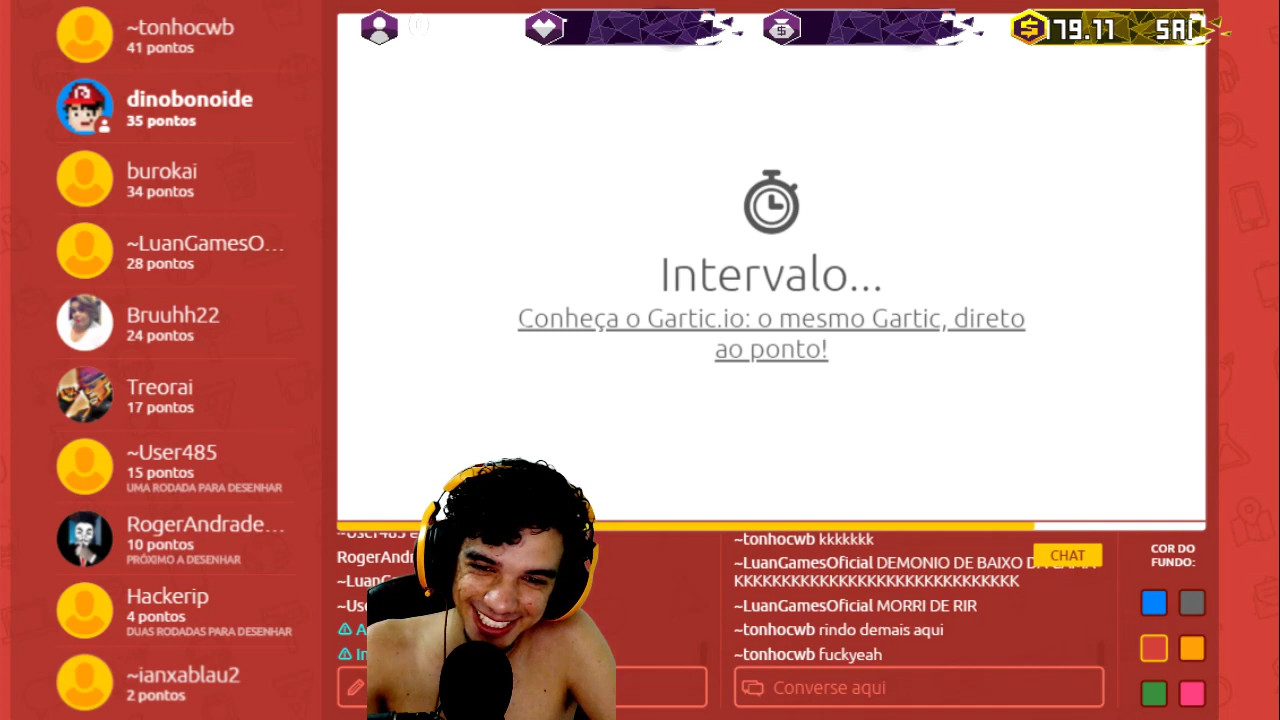 ~tonhocwb
41 pontos
dinobonoide
35 pontos
burokai
34 pontos
~LuanGamesO...
28 pontos
Bruuhh22
24 pontos
Treorai
17 pontos
~User485
15 pontos
UMA RODADA PARA DESENHAR
RogerAndrade...
10 pontos
PRÓXIMO A DESENHAR
Hackerip
4 pontos
DUAS RODADAS PARA DESENHAR
~ianxablau2
2 pontos
(0)
179.11 SAC
Intervalo...
Conheça o Gartic.io: o mesmo Gartic, direto
ao ponto!
RogerAndr
~tonhocwb kkkkkkk
~LuanGamesOficial DEMONIO DE BAIXO
KKKKKKKKKKKKKKKKKKKKKKKKKKKKK
~LuanGamesOficial MORRI DE RIR
~tonhocwb rindo demais aqui
~tonhocwb fuckyeah
Converse aqui
CHAT
COR DO
FUNDO: